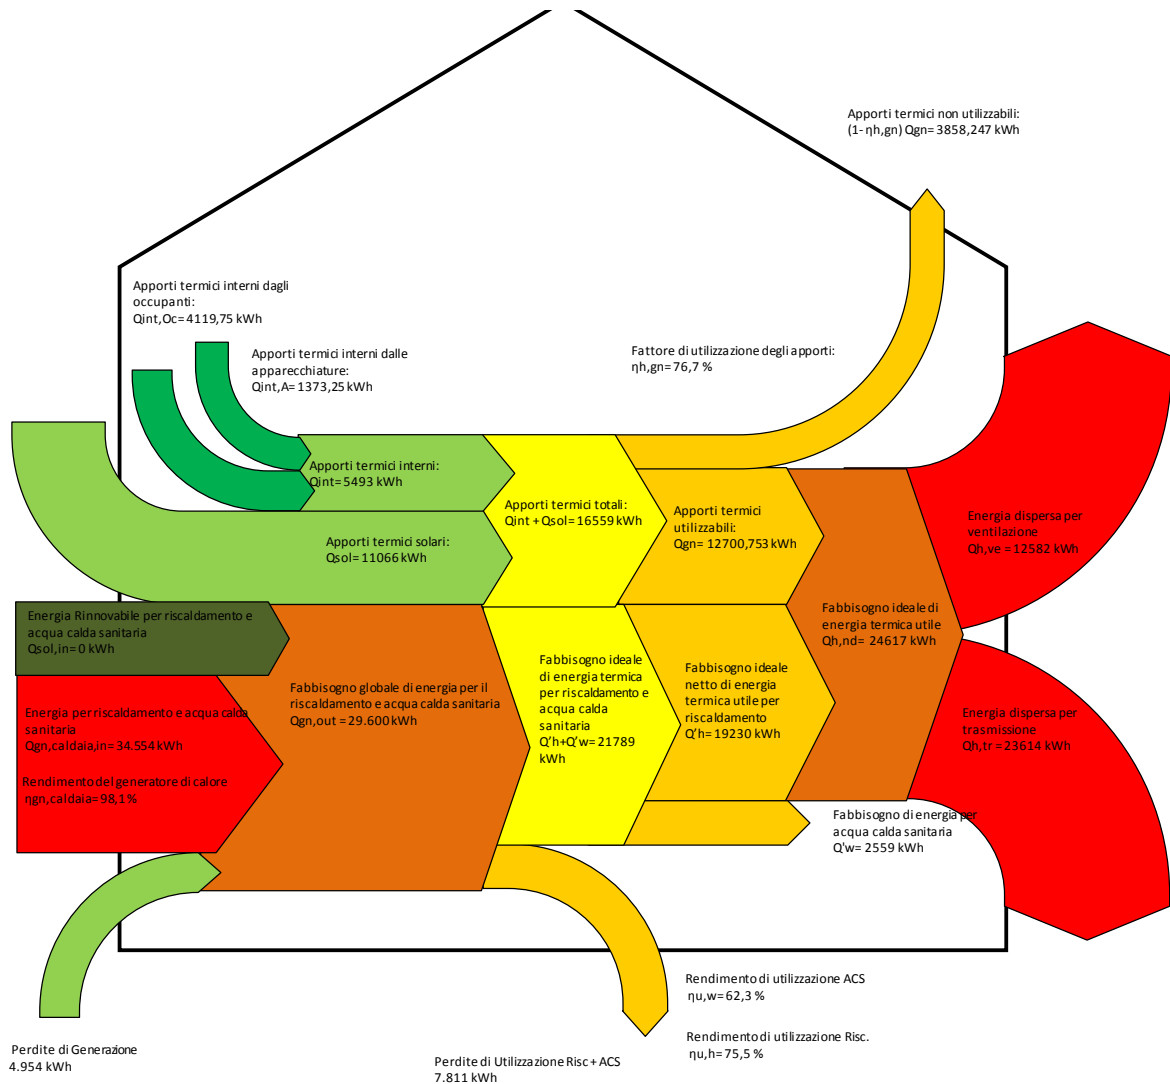 Apporti termici non utilizzabili:
(1- ηh,gn) Qgn= 3858,247 kWh
Apporti termici interni dagli
occupanti:
Qint,Oc= 4119,75 kWh
Apporti termici interni dalle
apparecchiature:
Qint,A= 1373,25 kWh
Fattore di utilizzazione degli apporti:
ηh,gn= 76,7 %
Apporti termici interni:
Qint= 5493 kWh
Apporti termici totali:
Qint + Qsol= 16559 kWh
Apporti termici
utilizzabili:
Qgn= 12700,753 kWh
Energia dispersa per
ventilazione
Qh,ve = 12582 kWh
Apporti termici solari:
Qsol= 11066 kWh
Energia Rinnovabile per riscaldamento e
acqua calda sanitaria
Qsol,in= 0 kWh
Fabbisogno ideale di
energia termica utile
Qh,nd= 24617 kWh
Fabbisogno globale di energia per il
riscaldamento e acqua calda sanitaria
Qgn,out = 29.600 kWh
Fabbisogno ideale
di energia termica
per riscaldamento e
acqua calda
sanitaria
Q'h+Q'w= 21789
kWh
Fabbisogno ideale
netto di energia
termica utile per
riscaldamento
Q'h= 19230 kWh
Energia per riscaldamento e acqua calda
sanitaria
Qgn,caldaia,in= 34.554 kWh
Rendimento del generatore di calore
ηgn,caldaia= 98,1 %
Energia dispersa per
trasmissione
Qh,tr = 23614 kWh
Fabbisogno di energia per
acqua calda sanitaria
Q'w= 2559 kWh
Rendimento di utilizzazione ACS
ηu,w= 62,3 %
Rendimento di utilizzazione Risc.
ηu,h= 75,5 %
Perdite di Generazione
4.954 kWh
Perdite di Utilizzazione Risc + ACS
7.811 kWh